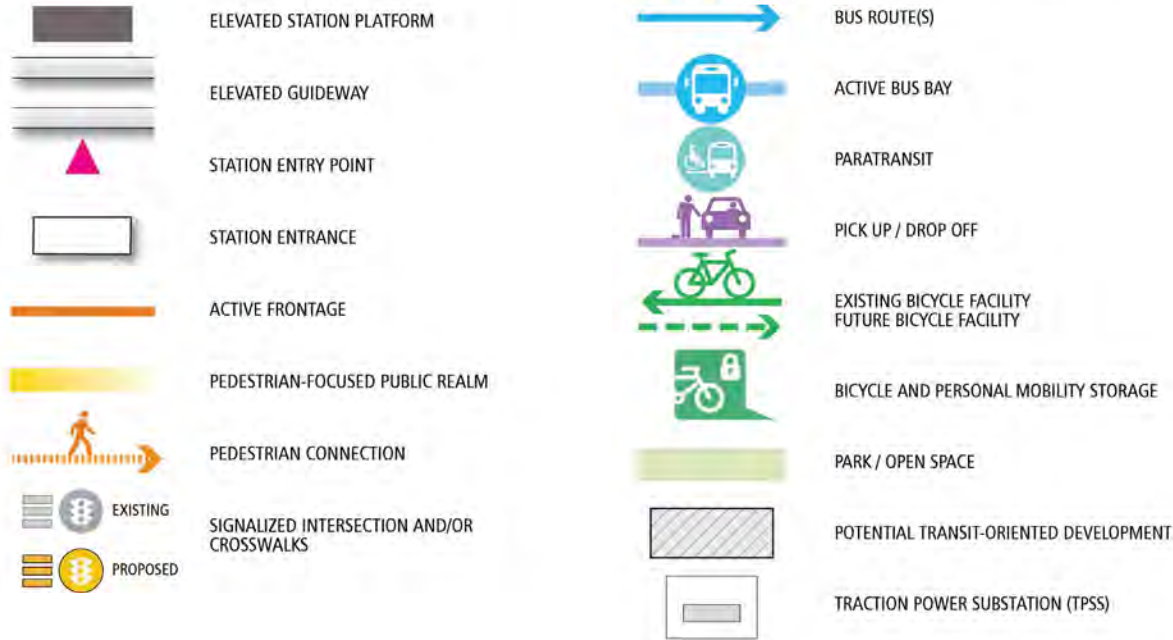 ELEVATED STATION PLATFORM
ELEVATED GUIDEWAY
STATION ENTRY POINT
STATION ENTRANCE
ACTIVE FRONTAGE
PEDESTRIAN-FOCUSED PUBLIC REALM
PEDESTRIAN CONNECTION
EXISTING
SIGNALIZED INTERSECTION AND/OR
CROSSWALKS
PROPOSED
BUS ROUTE(S)
ACTIVE BUS BAY
PARATRANSIT
PICK UP / DROP OFF
EXISTING BICYCLE FACILITY
FUTURE BICYCLE FACILITY
BICYCLE AND PERSONAL MOBILITY STORAGE
PARK / OPEN SPACE
POTENTIAL TRANSIT-ORIENTED DEVELOPMENT
TRACTION POWER SUBSTATION (TPSS)